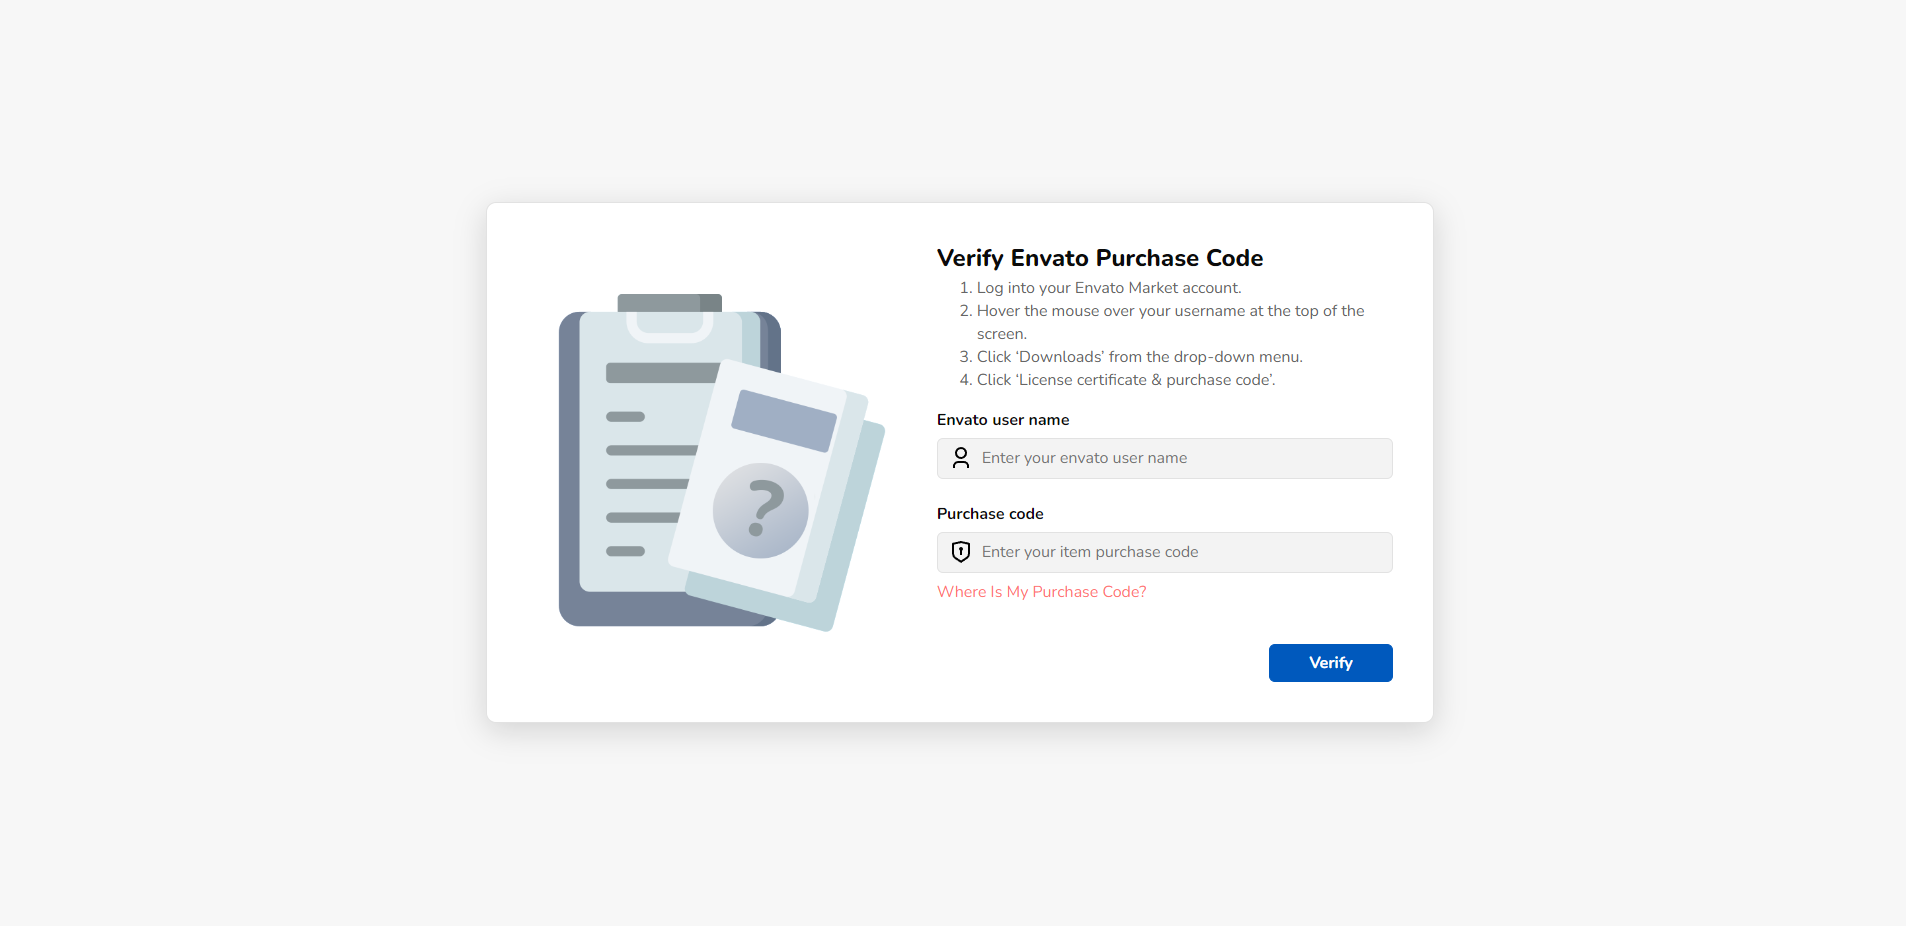 Verify Envato Purchase Code
1. Log into your Envato Market account.
2. Hover the mouse over your username at the top of the
screen.
3. Click ‘Downloads’ from the drop-down menu.
4. Click ‘License certificate & purchase code’.
Envato user name
Enter your envato user name
Purchase code
Enter your item purchase code
Where Is My Purchase Code?
Verify
?